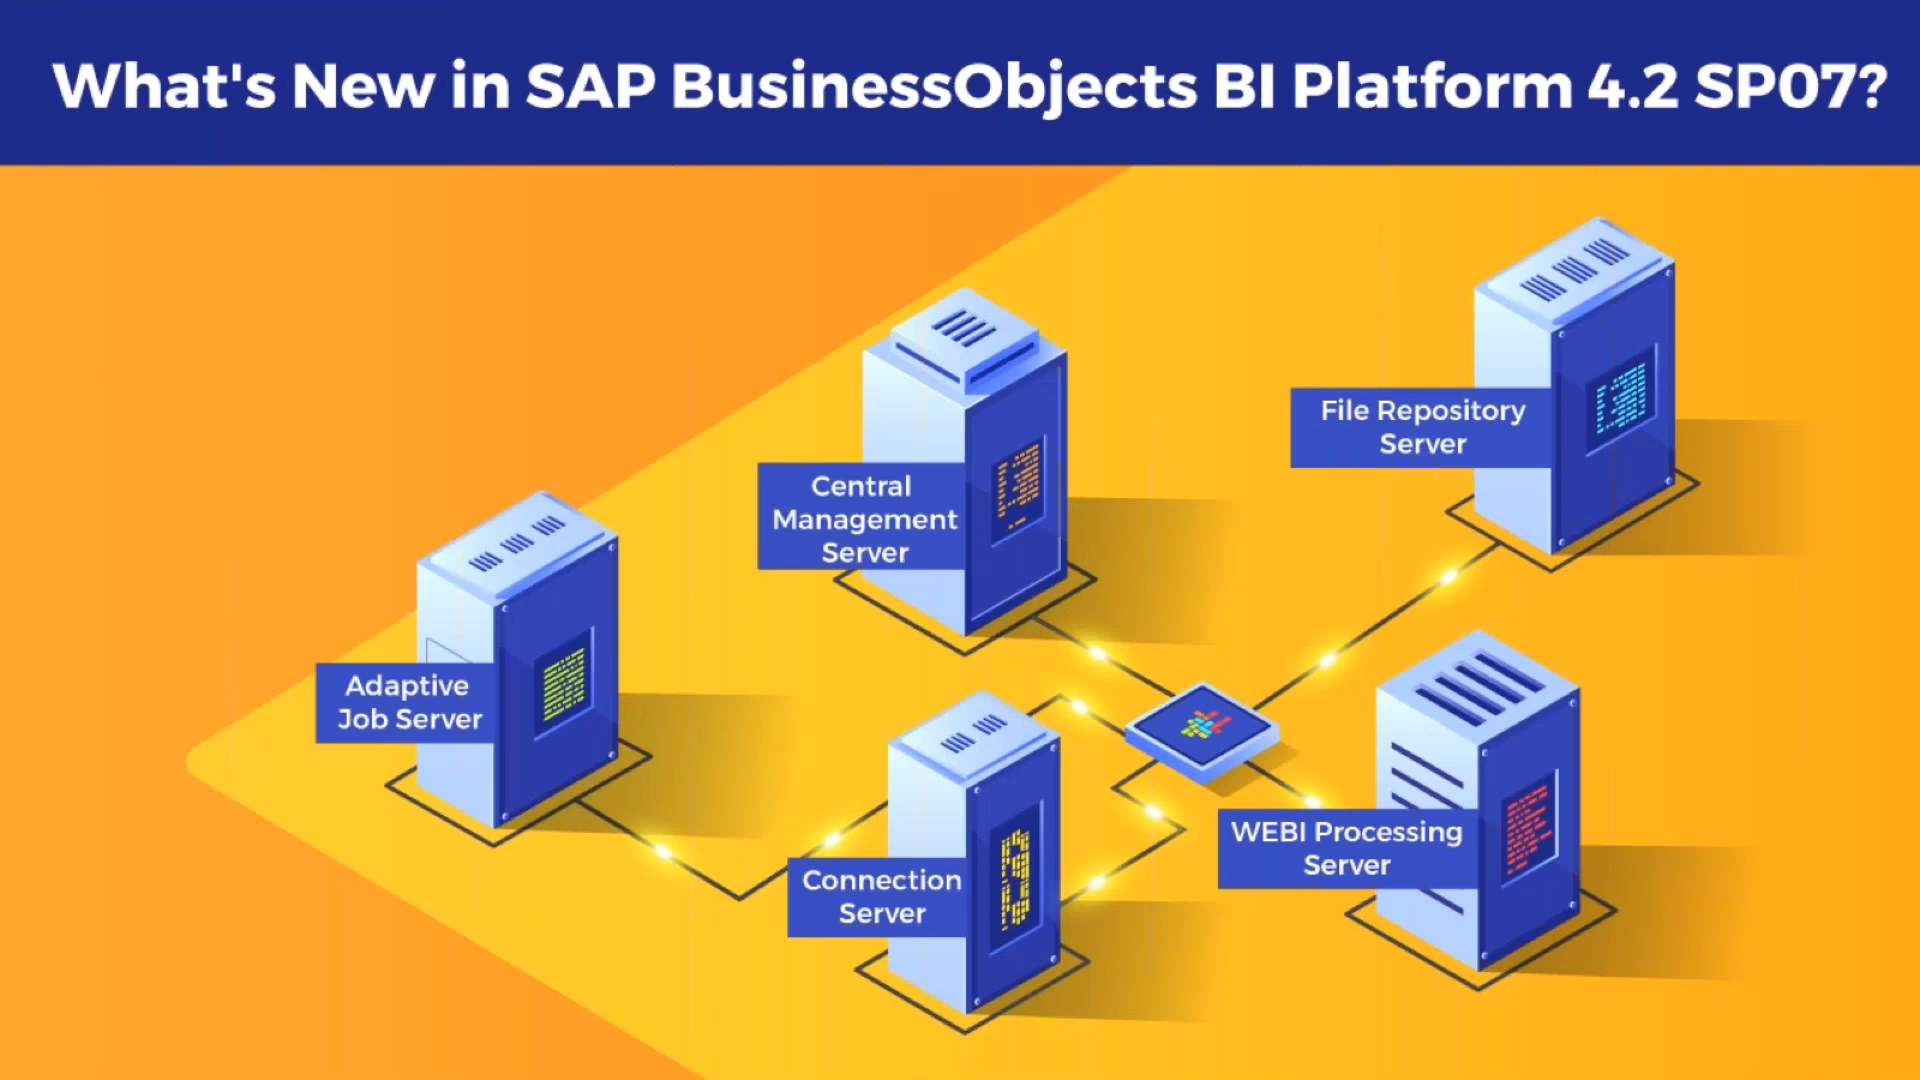 What's New in SAP BusinessObjects BI Platform 4.2 SP07?
File Repository
Server
Central
Management
Server
Adaptive
Job Server
WEBI Processing
Server
Connection
Server